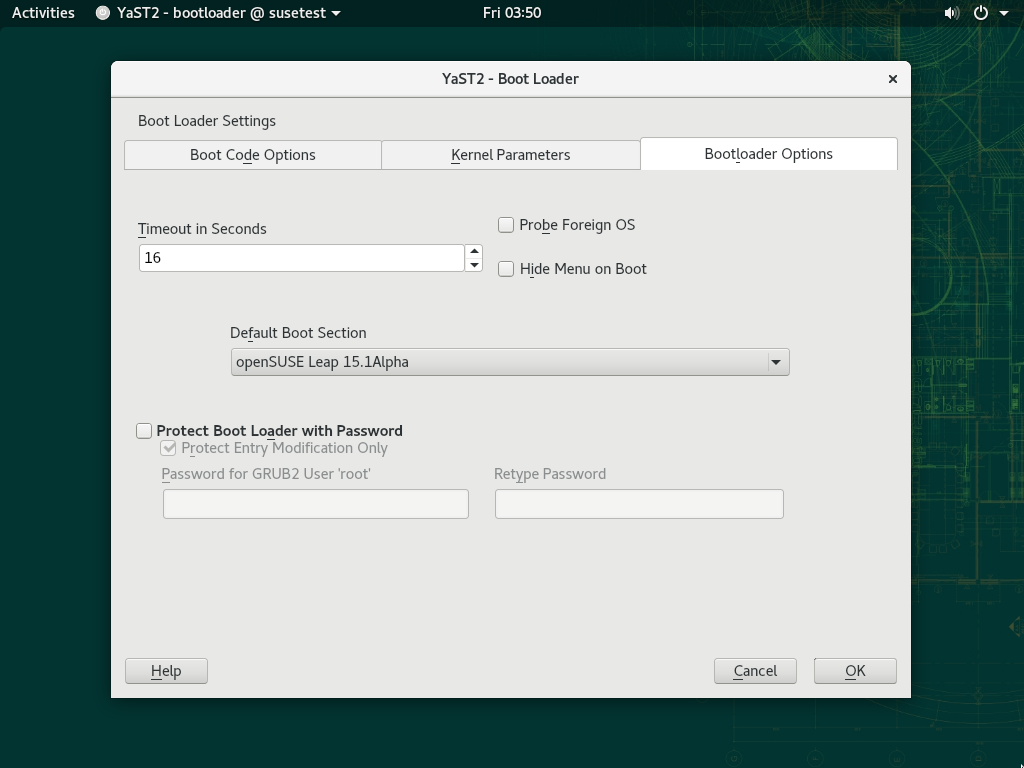 Activities YaST2 - bootloader @ susetest Fri 03:50
YaST2 - Boot Loader
Boot Loader Settings
Boot Code Options Kernel Parameters Bootloader Options
Timeout in Seconds
Probe Foreign OS
16
Hide Menu on Boot
Default Boot Section
openSUSE Leap 15.1Alpha
Protect Boot Loader with Password
Protect Entry Modification Only
Password for GRUB2 User 'root' Retype Password
Help Cancel OK